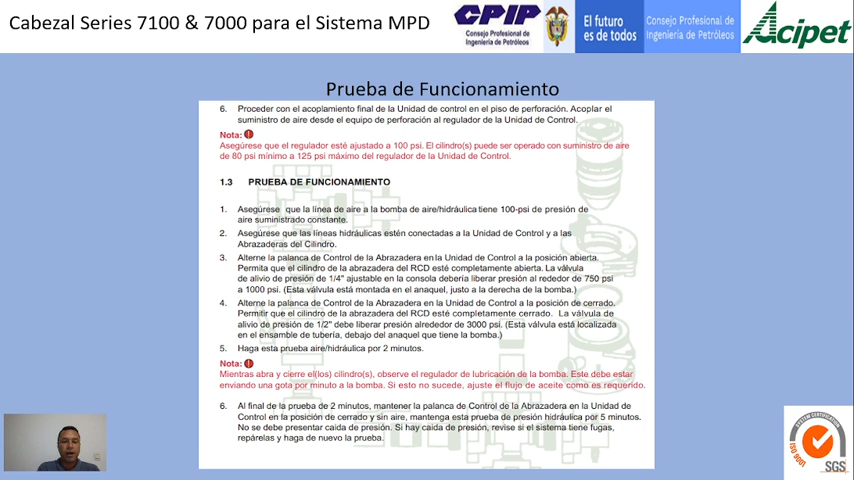 Cabezal Series 7100 & 7000 para el Sistema MPD
CPIP
Consejo Profesional de
Ingeniería de Petróleos
El futuro
es de todos
Consejo Profesional de
Ingeniería de Petróleos
Acipet
Prueba de Funcionamiento
6. Proceder con el acoplamiento final de la Unidad de control en el piso de perforación. Acoplar el
suministro de aire desde el equipo de perforación al regulador de la Unidad de Control.
Nota:
Asegúrese que el regulador esté ajustado a 100 psi. El cilindro(s) puede ser operado con suministro de aire
de 80 psi mínimo a 125 psi máximo del regulador de la Unidad de Control.
1.3 PRUEBA DE FUNCIONAMIENTO
1. Asegúrese que la línea de aire a la bomba de aire/hidráulica tiene 100-psi de presión de
aire suministrado constante.
2. Asegúrese que las líneas hidráulicas estén conectadas a la Unidad de Control y a las
Abrazaderas del Cilindro.
3. Alterne la palanca de Control de la Abrazadera en la Unidad de Control a la posición abierta.
Permita que el cilindro de la abrazadera del RCD esté completamente abierta. La válvula
de alivio de presión de 1/4" ajustable en la consola debería liberar presión al rededor de 750 psi
a 1000 psi. (Esta válvula está montada en el anaquel, justo a la derecha de la bomba.)
4. Alterne la palanca de Control de la Abrazadera en la Unidad de Control a la posición de cerrado.
Permitir que el cilindro de la abrazadera del RCD esté completamente cerrado. La válvula de
alivio de presión de 1/2" debe liberar presión alrededor de 3000 psi. (Esta válvula está localizada
en el ensamble de tubería, debajo del anaquel que tiene la bomba.)
5. Haga esta prueba aire/hidráulica por 2 minutos.
Nota:
Mientras abra y cierre el(los) cilindro(s), observe el regulador de lubricación de la bomba. Este debe estar
enviando una gota por minuto a la bomba. Si esto no sucede, ajuste el flujo de aceite como es requerido.
6. Al final de la prueba de 2 minutos, mantener la palanca de Control de la Abrazadera en la Unidad de
Control en la posición de cerrado y sin aire, mantenga esta prueba de presión hidráulica por 5 minutos.
No se debe presentar caída de presión. Si hay caída de presión, revise si el sistema tiene fugas,
repárelas y haga de nuevo la prueba.
SYSTEM CERTIFICATION
ISO 9001
SGS